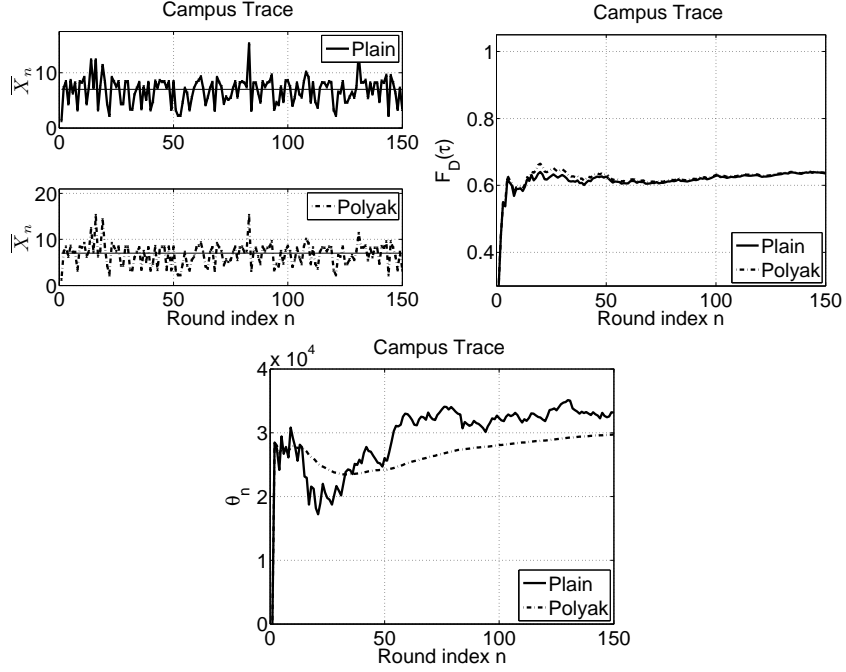 Campus Trace
X̄n
10
0
0 50 100 150
Plain
X̄n
20
10
0
0 50 100 150
Polyak
Round index n
Campus Trace
F_D(τ)
1
0.8
0.6
0.4
0 50 100 150
Plain
Polyak
Round index n
Campus Trace
x 10^4
θ_n
4
3
2
1
0
0 50 100 150
Plain
Polyak
Round index n